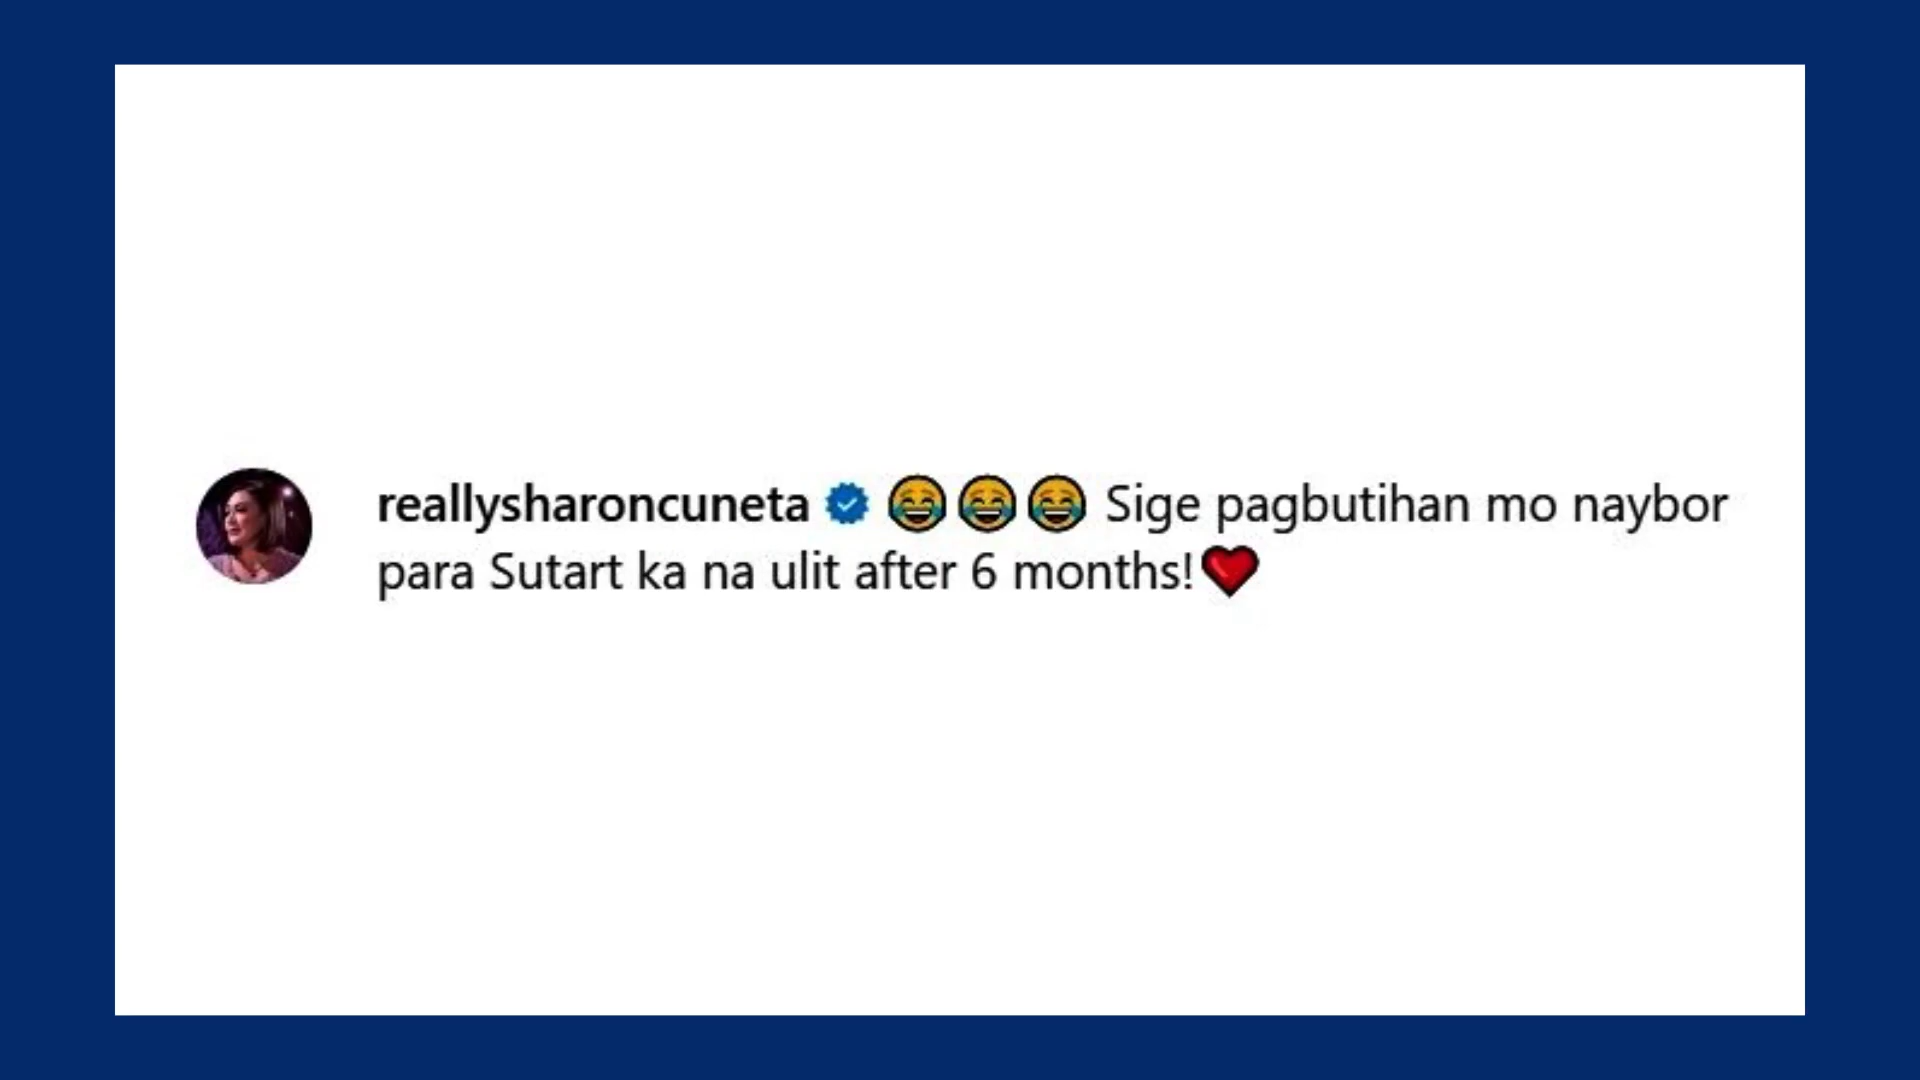 reallysharoncuneta 😂😂😂 Sige pagbutihan mo naybor
para Sutart ka na ulit after 6 months!❤️